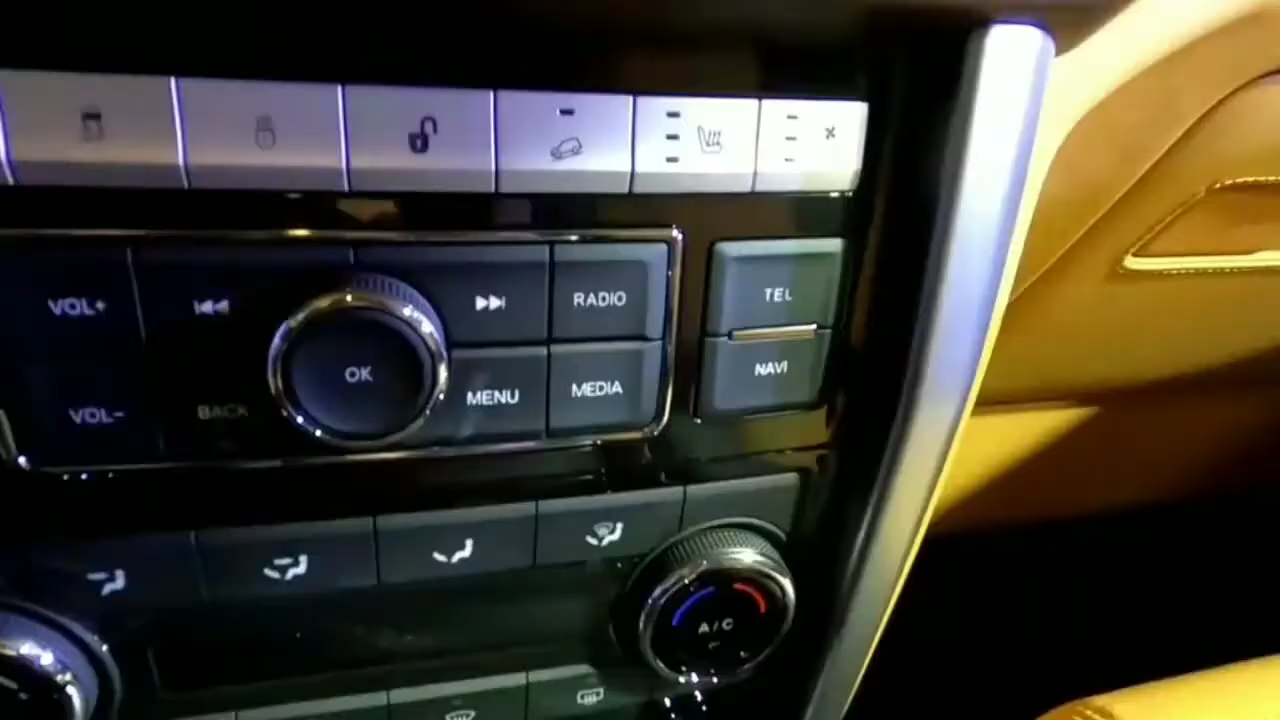 VOL+
RADIO
TEL
OK
MENU
MEDIA
NAVI
VOL-
BACK
A/C